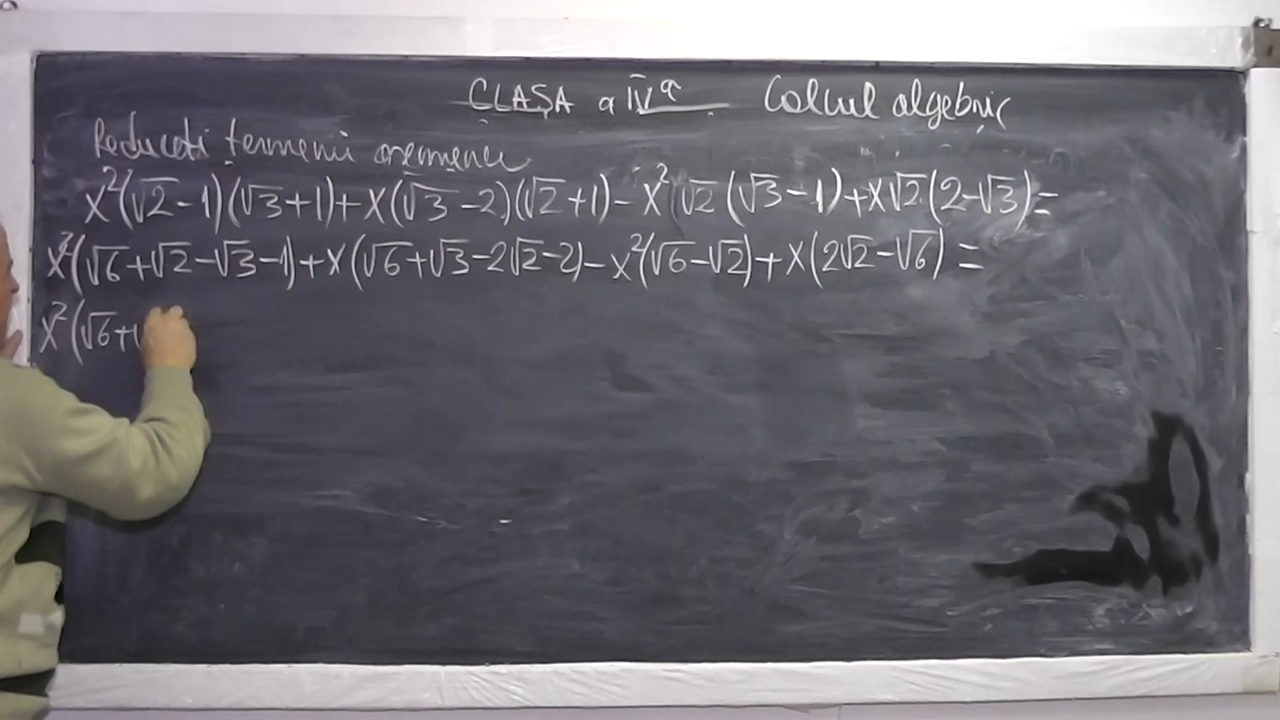 CLASA a IVª Calcul algebric
Reduceți termenii asemenea
x²(√2-1)(√3+1)+x(√3-2)(√2+1)-x²√2(√3-1)+x√2(2-√3)=
x²(√6+√2-√3-1)+x(√6+√3-2√2-2)-x²(√6-√2)+x(2√2-√6)=
x²(√6+